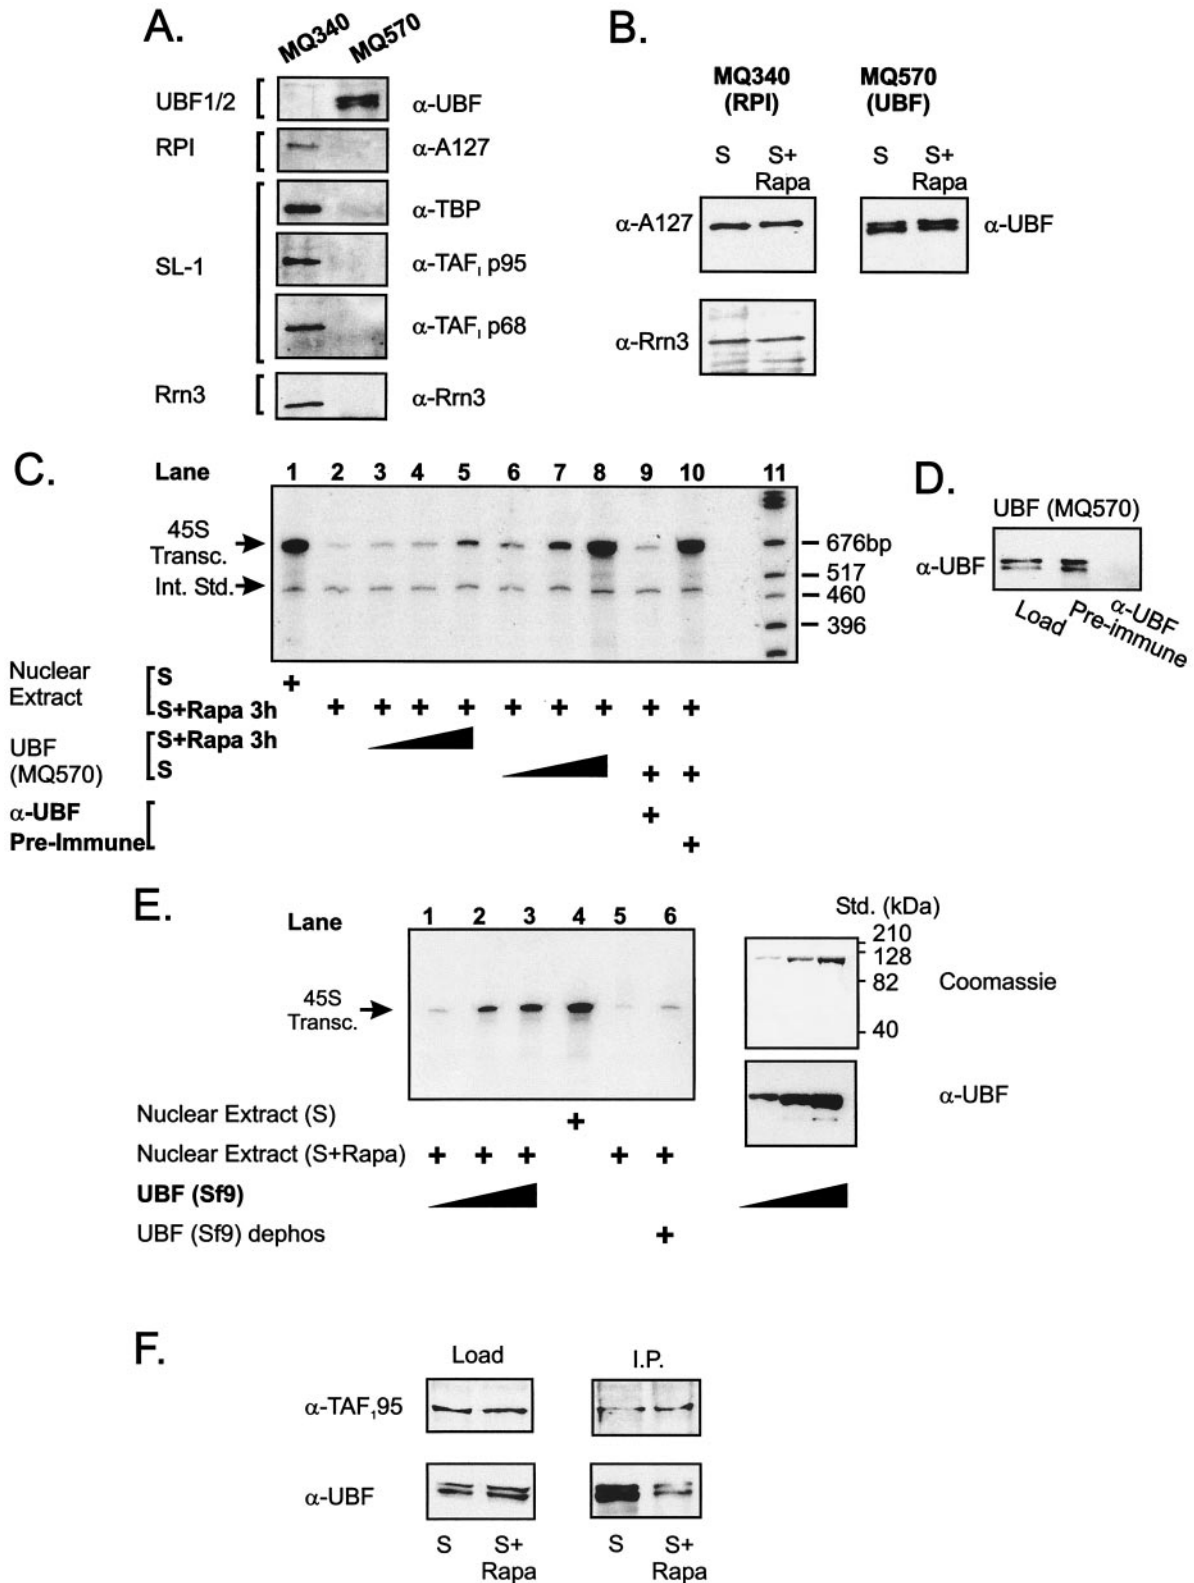 A.
MQ340 MQ570
UBF1/2 [ α-UBF
RPI [ α-A127
α-TBP
SL-1 [ α-TAFI p95
α-TAFI p68
Rrn3 [ α-Rrn3
B.
MQ340 (RPI)
MQ570 (UBF)
S S+ Rapa S S+ Rapa
α-A127 α-UBF
α-Rrn3
C.
Lane 1 2 3 4 5 6 7 8 9 10 11
45S Transc.
Int. Std.
676bp
517
460
396
Nuclear Extract
S +
S+Rapa 3h + + + + + + + + +
UBF (MQ570)
S+Rapa 3h
S + +
α-UBF +
Pre-Immune +
D.
UBF (MQ570)
α-UBF
Load Pre-immune α-UBF
E.
Lane 1 2 3 4 5 6
45S Transc.
Nuclear Extract (S) +
Nuclear Extract (S+Rapa) + + + + +
UBF (Sf9)
UBF (Sf9) dephos +
Std. (kDa)
210
128
82
40
Coomassie
α-UBF
F.
Load I.P.
α-TAF195
α-UBF
S S+ Rapa S S+ Rapa